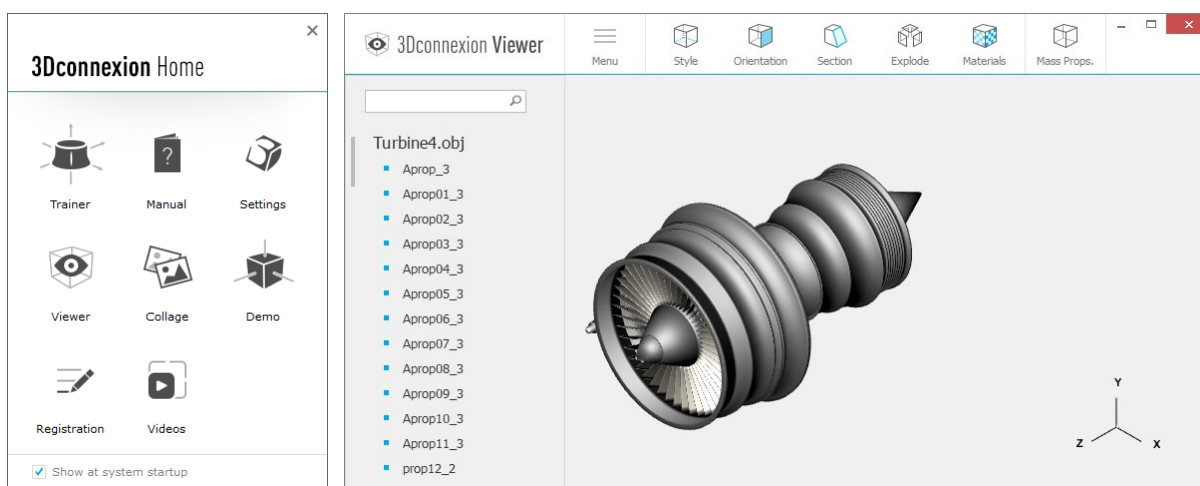 3Dconnexion Home
Trainer
Manual
Settings
Viewer
Collage
Demo
Registration
Videos
Show at system startup
3Dconnexion Viewer
Menu
Style
Orientation
Section
Explode
Materials
Mass Props.
Turbine4.obj
Aprop_3
Aprop01_3
Aprop02_3
Aprop03_3
Aprop04_3
Aprop05_3
Aprop06_3
Aprop07_3
Aprop08_3
Aprop09_3
Aprop10_3
Aprop11_3
prop12_2
Y
Z
X